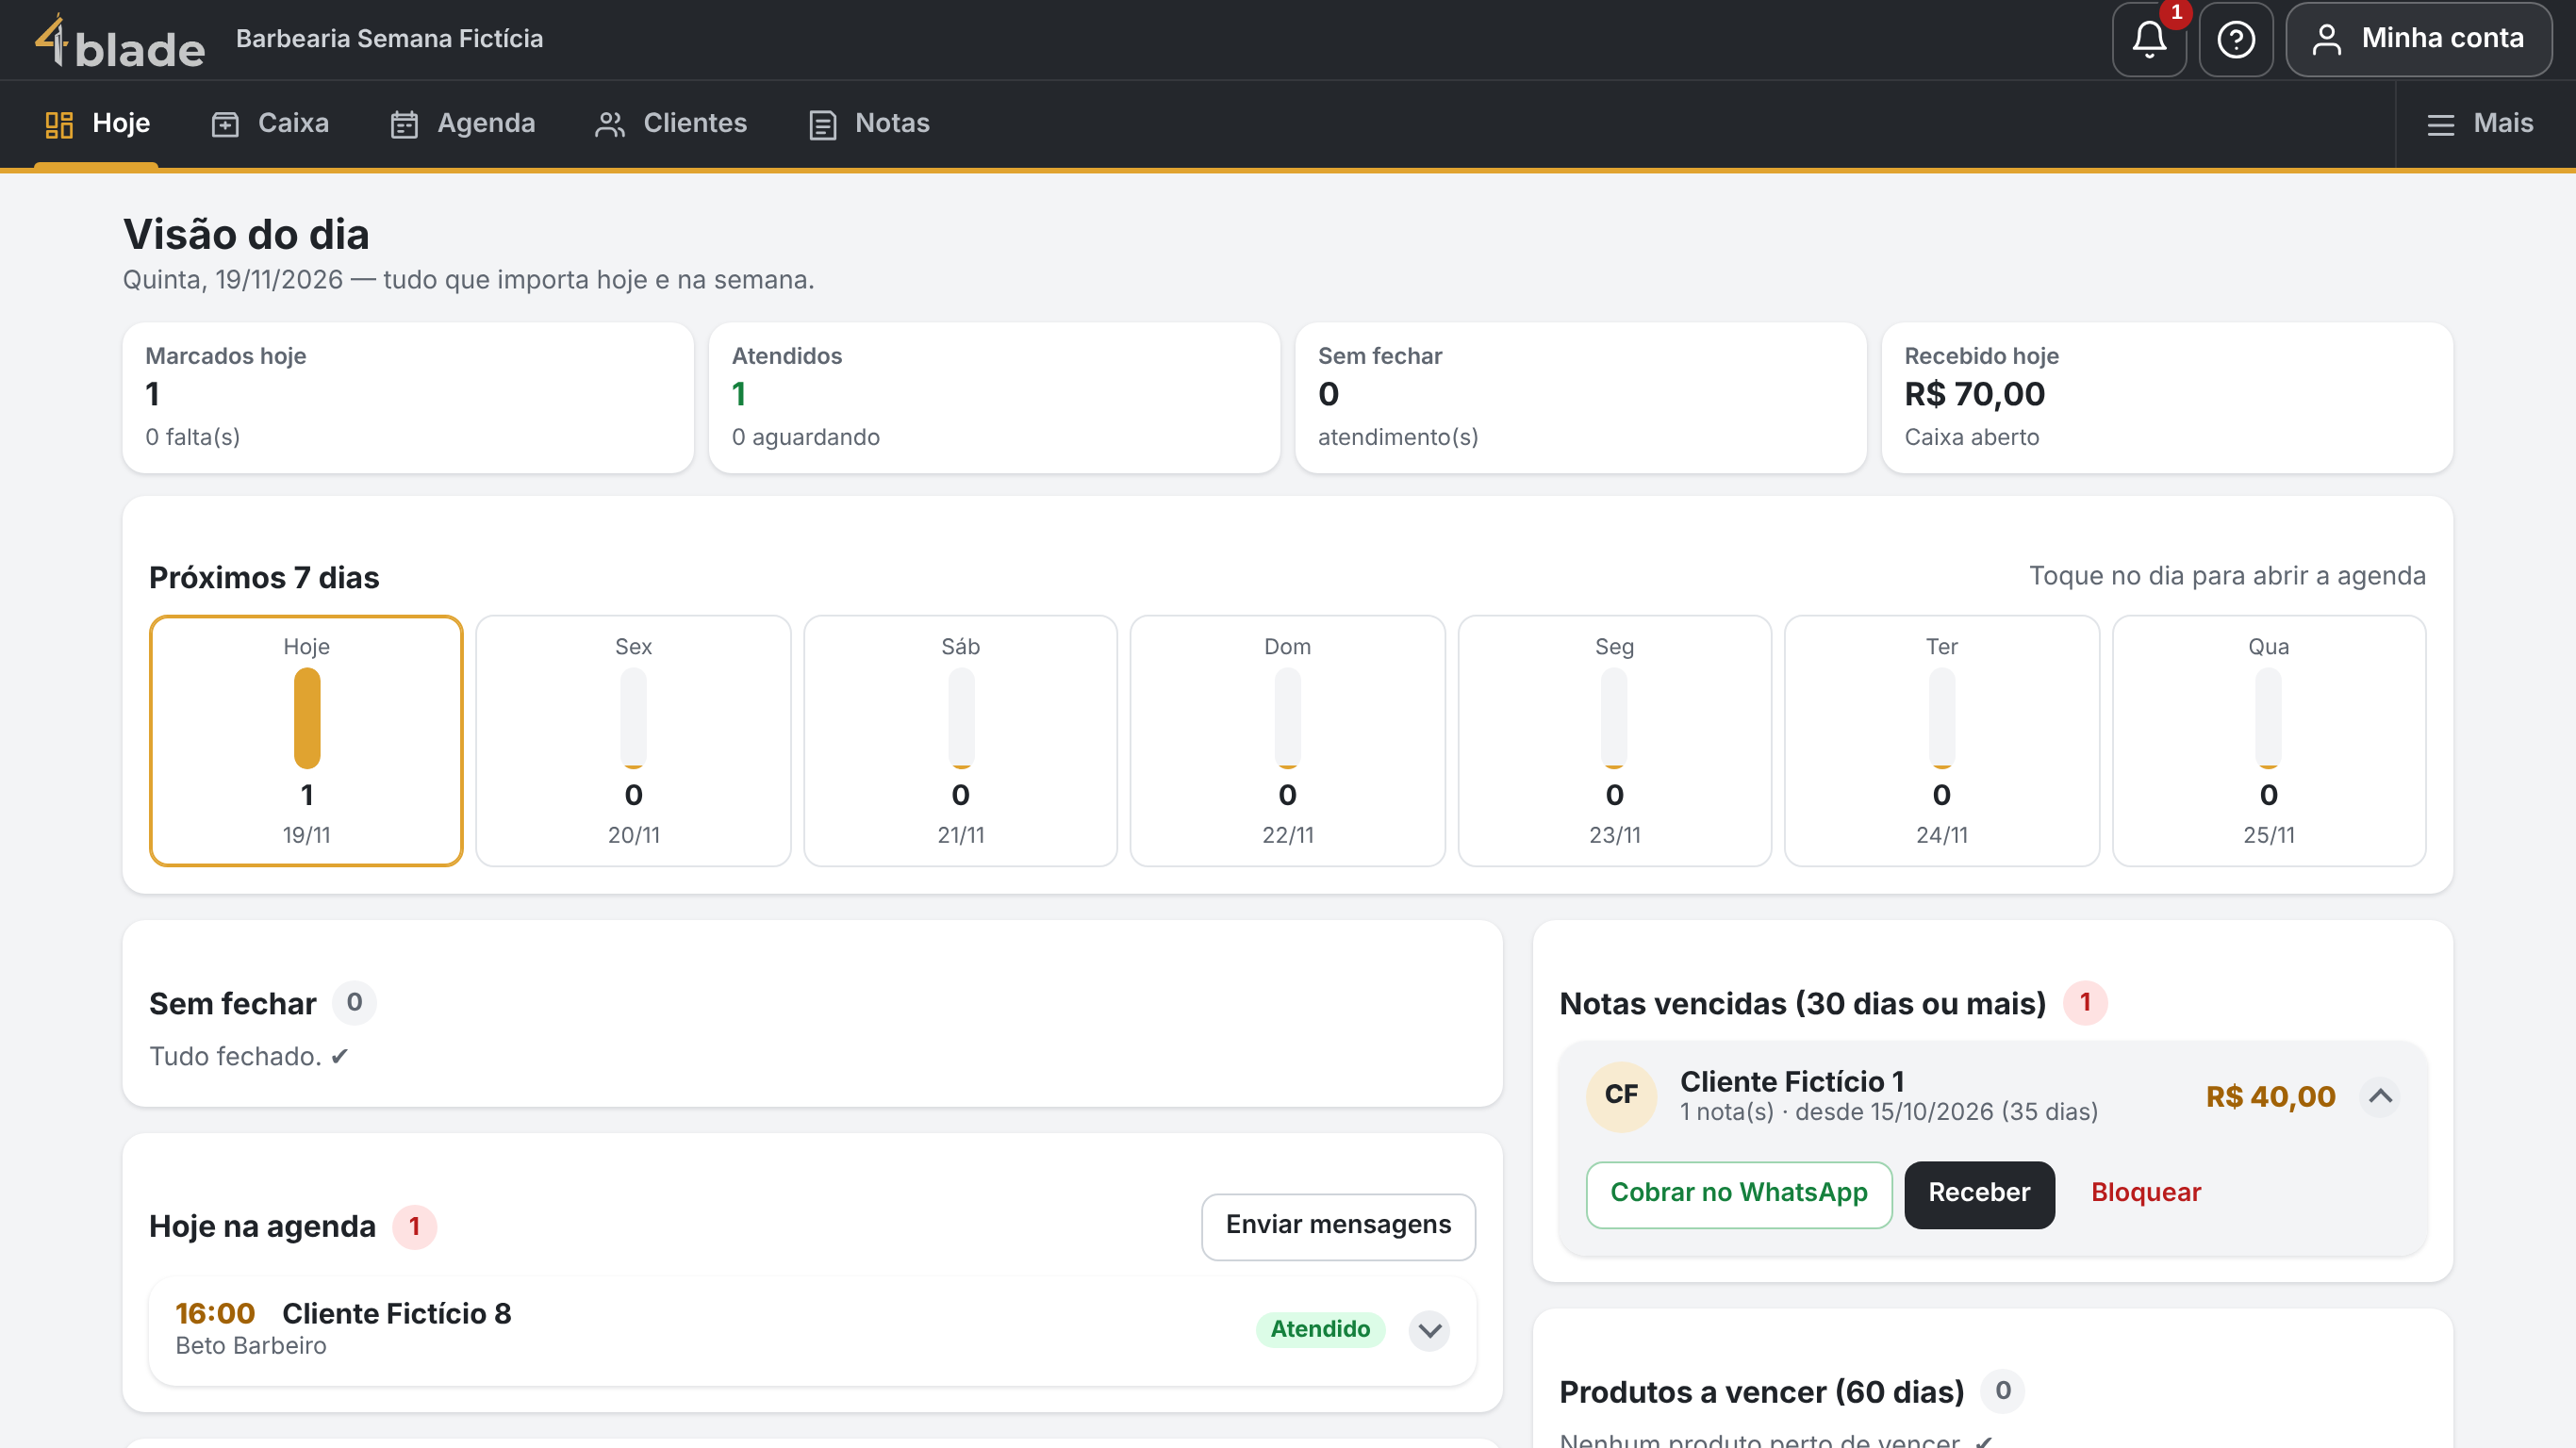 4blade
Barbearia Semana Fictícia
1
Minha conta
Hoje
Caixa
Agenda
Clientes
Notas
Mais
Visão do dia
Quinta, 19/11/2026 — tudo que importa hoje e na semana.
Marcados hoje
1
0 falta(s)
Atendidos
1
0 aguardando
Sem fechar
0
atendimento(s)
Recebido hoje
R$ 70,00
Caixa aberto
Próximos 7 dias
Toque no dia para abrir a agenda
Hoje
1
19/11
Sex
0
20/11
Sáb
0
21/11
Dom
0
22/11
Seg
0
23/11
Ter
0
24/11
Qua
0
25/11
Sem fechar 0
Tudo fechado. ✔
Hoje na agenda 1
Enviar mensagens
16:00 Cliente Fictício 8
Beto Barbeiro
Atendido
Notas vencidas (30 dias ou mais) 1
CF
Cliente Fictício 1
1 nota(s) · desde 15/10/2026 (35 dias)
R$ 40,00
Cobrar no WhatsApp
Receber
Bloquear
Produtos a vencer (60 dias) 0
Nenhum produto perto de vencer. ✔